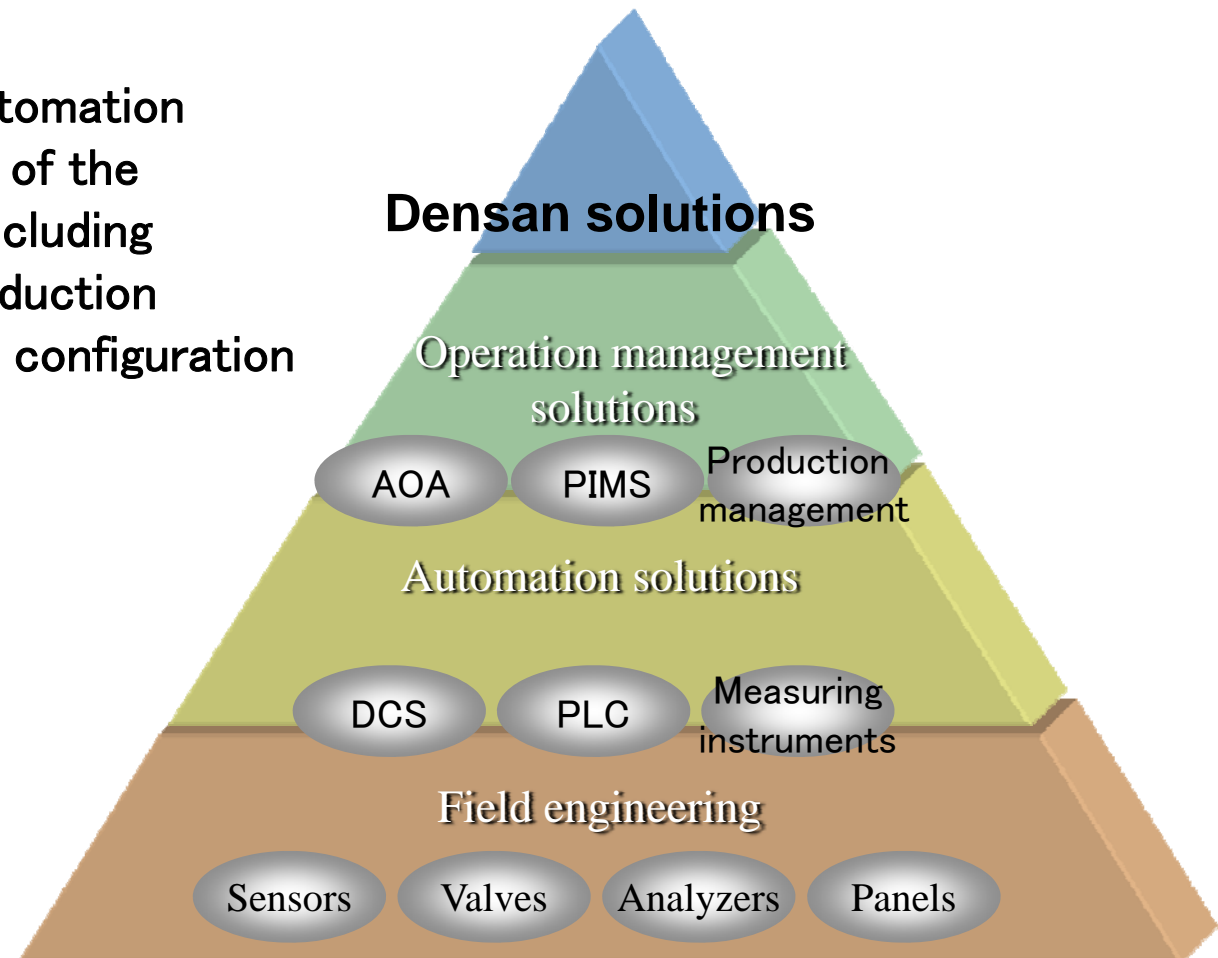 tomation
of the
cluding
duction
configuration
Densan solutions
Operation management
solutions
AOA PIMS Production
management
Automation solutions
DCS PLC Measuring
instruments
Field engineering
Sensors Valves Analyzers Panels